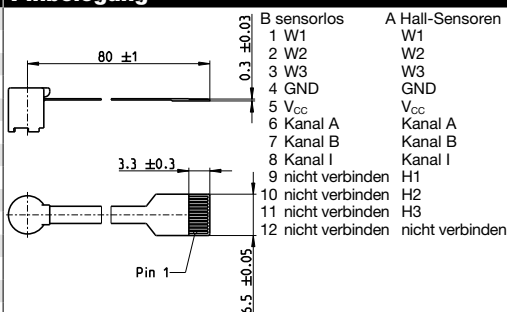 B sensorlos A Hall-Sensoren
1 W1 W1
2 W2 W2
3 W3 W3
4 GND GND
5 VCC VCC
6 Kanal A Kanal A
7 Kanal B Kanal B
8 Kanal I Kanal I
9 nicht verbinden H1
10 nicht verbinden H2
11 nicht verbinden H3
12 nicht verbinden nicht verbinden
80 ±1
0.3 ±0.03
3.3 ±0.3
Pin 1
6.5 ±0.05